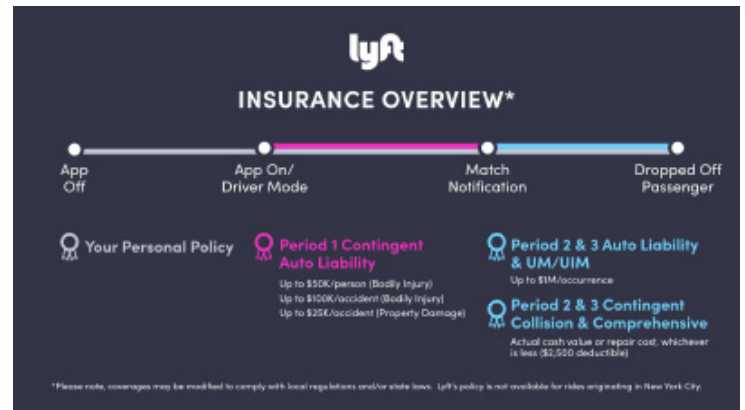 lyft
INSURANCE OVERVIEW*
App
Off
App On/
Driver Mode
Match
Notification
Dropped Off
Passenger
Your Personal Policy
Period 1 Contingent
Auto Liability
Up to $50K/person (Bodily Injury)
Up to $100K/accident (Bodily Injury)
Up to $25K/accident (Property Damage)
Period 2 & 3 Auto Liability
& UM/UIM
Up to $1M/occurrence
Period 2 & 3 Contingent
Collision & Comprehensive
Actual cash value or repair cost, whichever
is less ($2,500 deductible)
*Please note, coverages may be modified to comply with local regulations and/or state laws. Lyft's policy is not available for rides originating in New York City.